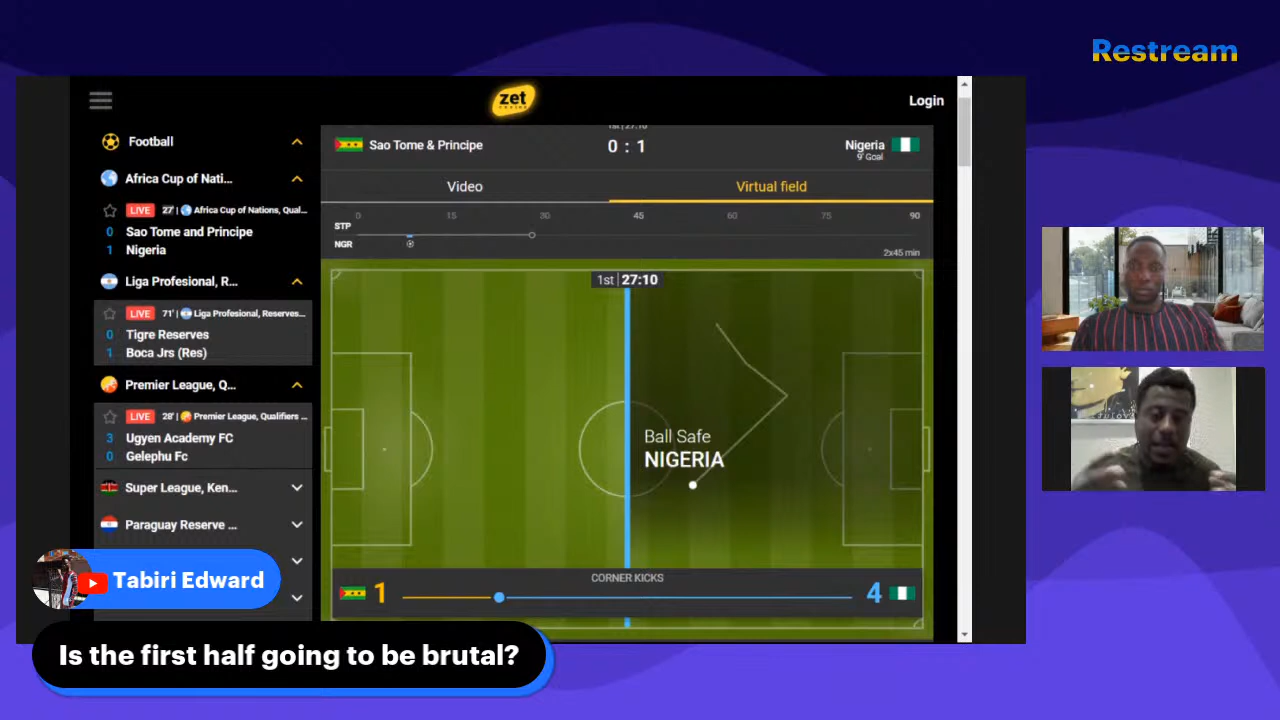 Restream
zet
Login
Football
Africa Cup of Nati...
LIVE 27' | Africa Cup of Nations, Qual...
0 Sao Tome and Principe
1 Nigeria
Liga Profesional, R...
LIVE 71' | Liga Profesional, Reserves...
0 Tigre Reserves
1 Boca Jrs (Res)
Premier League, Q...
LIVE 28' | Premier League, Qualifiers ...
3 Ugyen Academy FC
0 Gelephu Fc
Super League, Ken...
Paraguay Reserve ...
Sao Tome & Principe 0 : 1 Nigeria
9' Goal
Video Virtual field
0 15 30 45 60 75 90
STP
NGR
2x45 min
1st | 27:10
Ball Safe
NIGERIA
CORNER KICKS
1 4
Tabiri Edward
Is the first half going to be brutal?